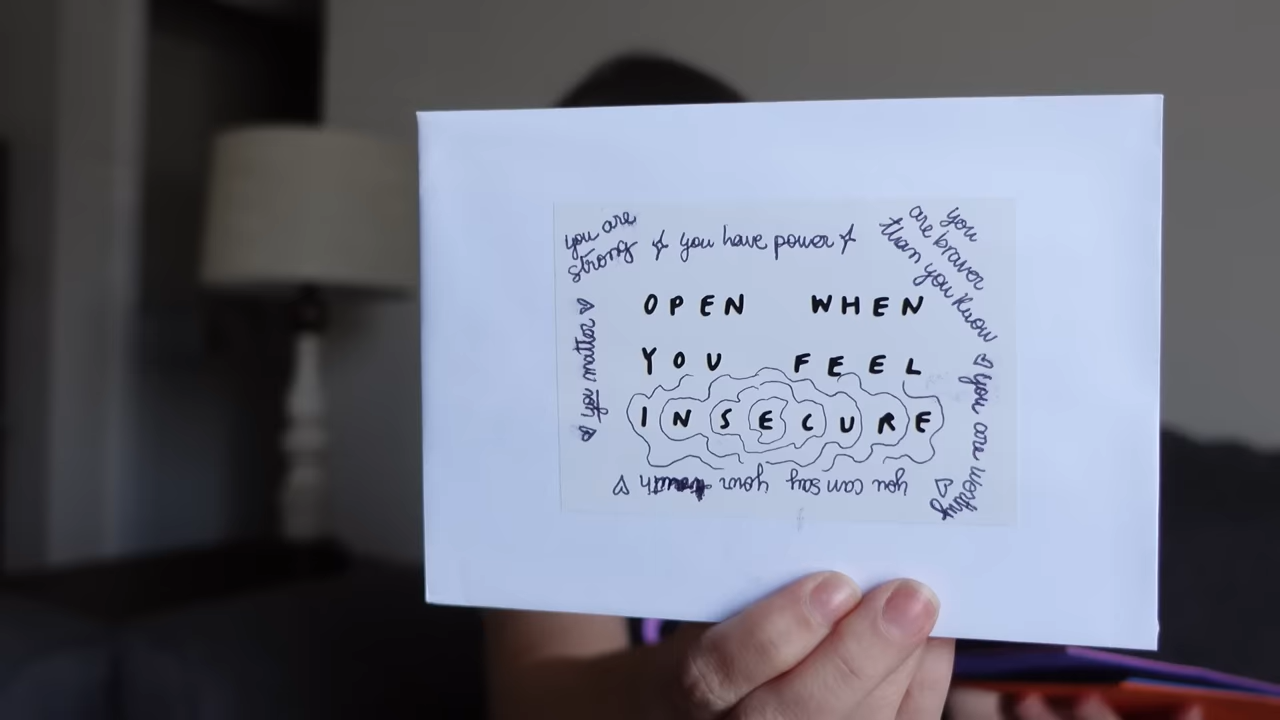 you are
strong
you have power
you
are braver
than you know
OPEN WHEN
YOU FEEL
INSECURE
you matter
you are worthy
you can say your truth